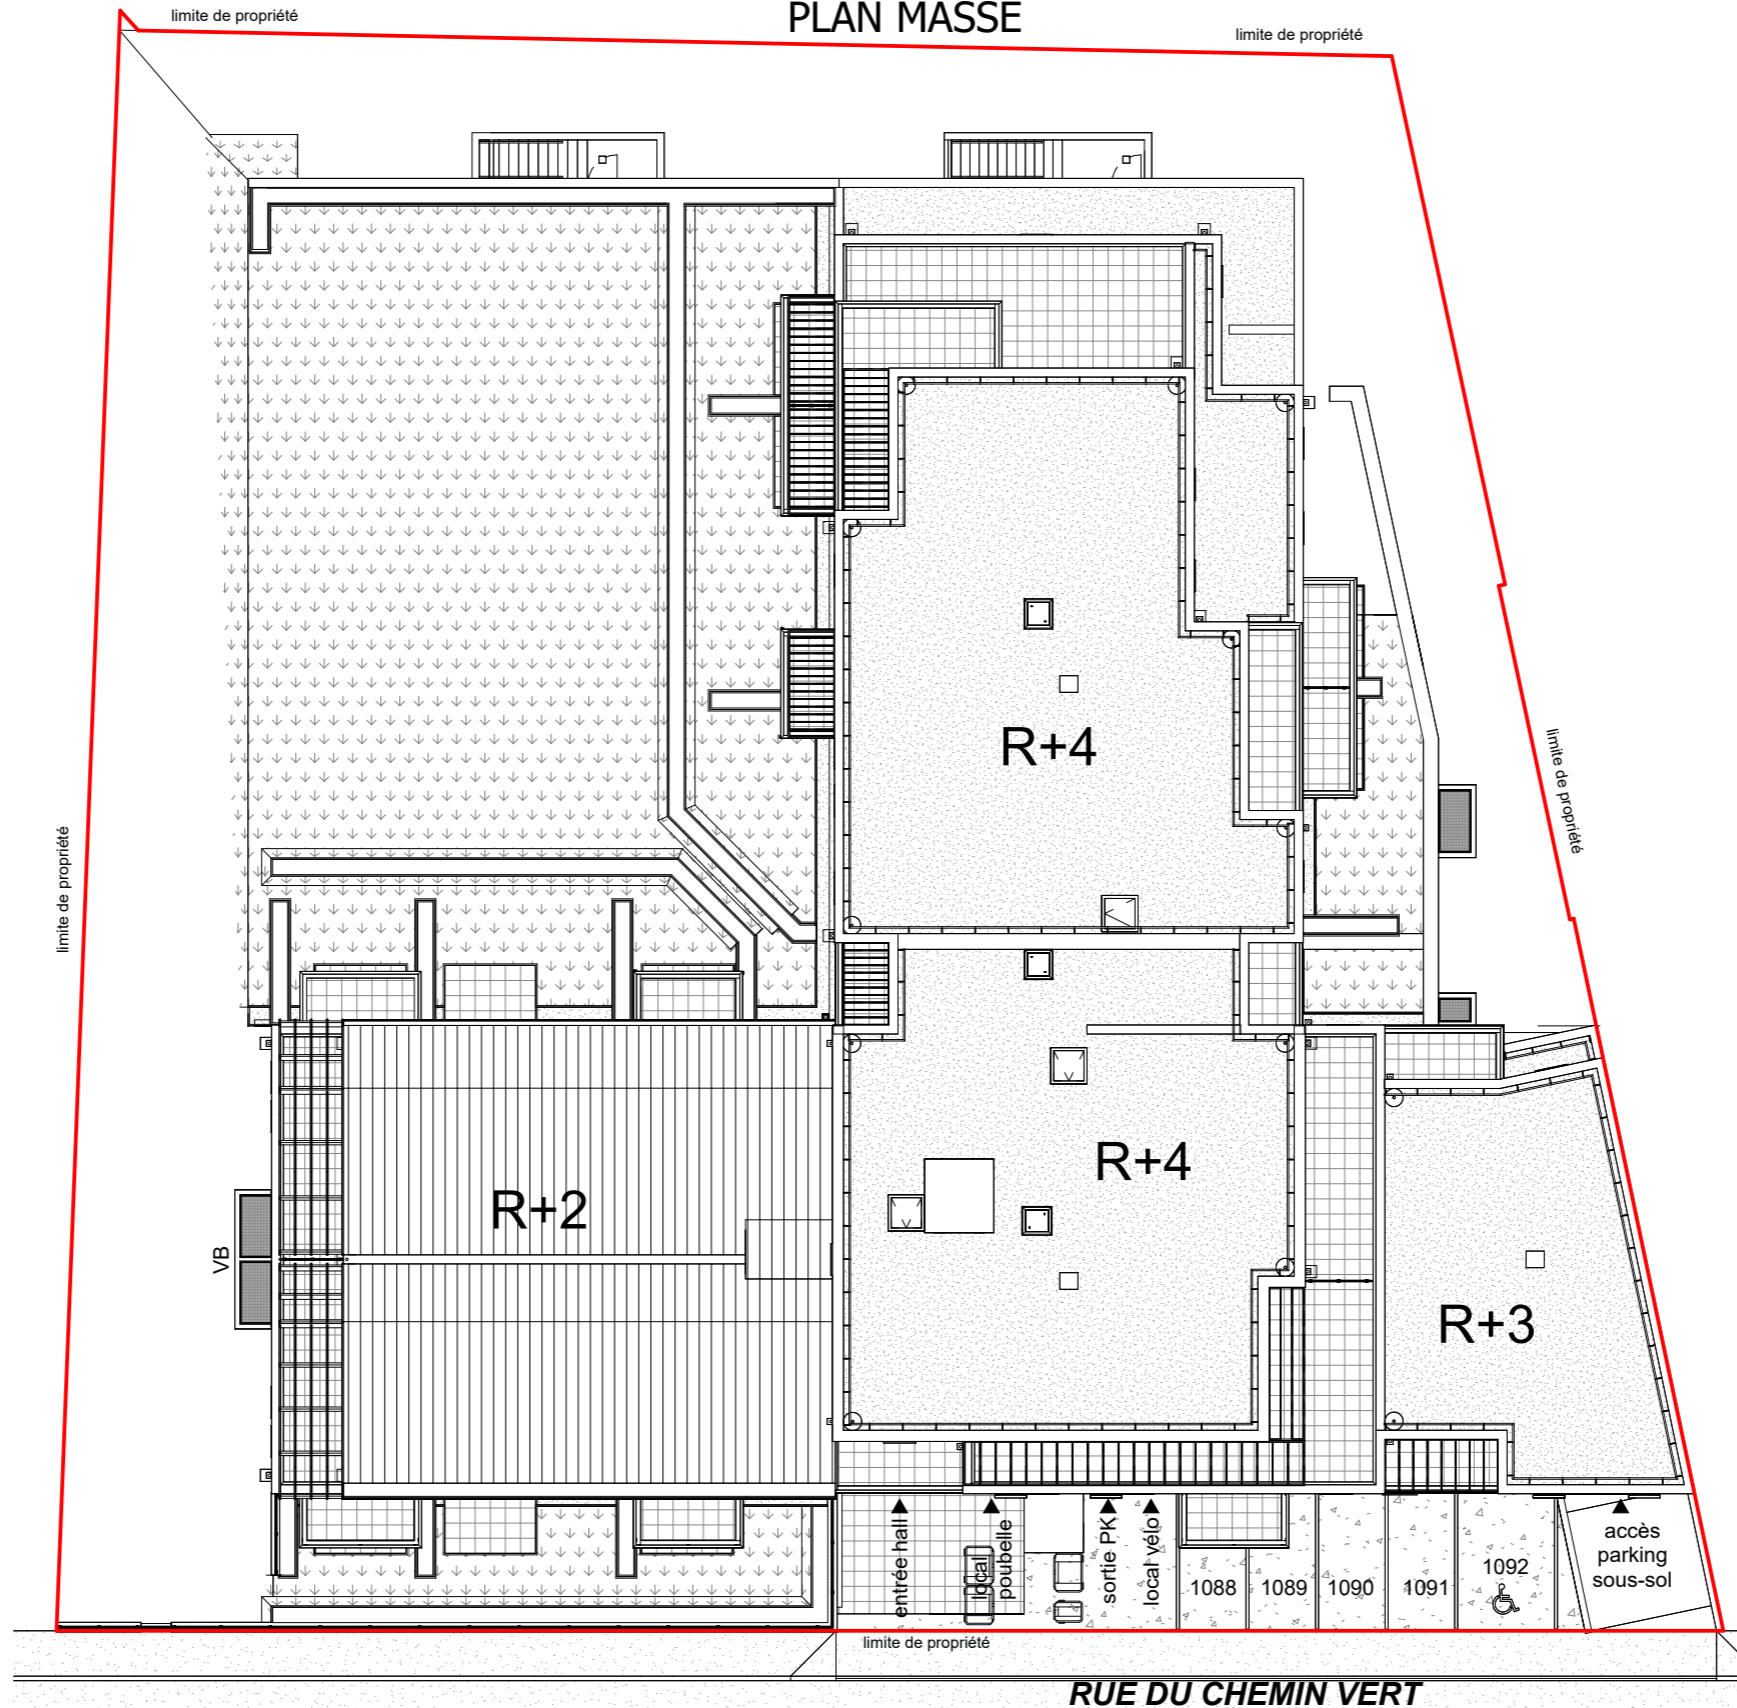 PLAN MASSE
limite de propriété
limite de propriété
limite de propriété
limite de propriété
R+4
R+4
R+2
R+3
VB
entrée hall
local
poubelle
sortie PK
local vélo
1088
1089
1090
1091
1092
accès
parking
sous-sol
limite de propriété
RUE DU CHEMIN VERT